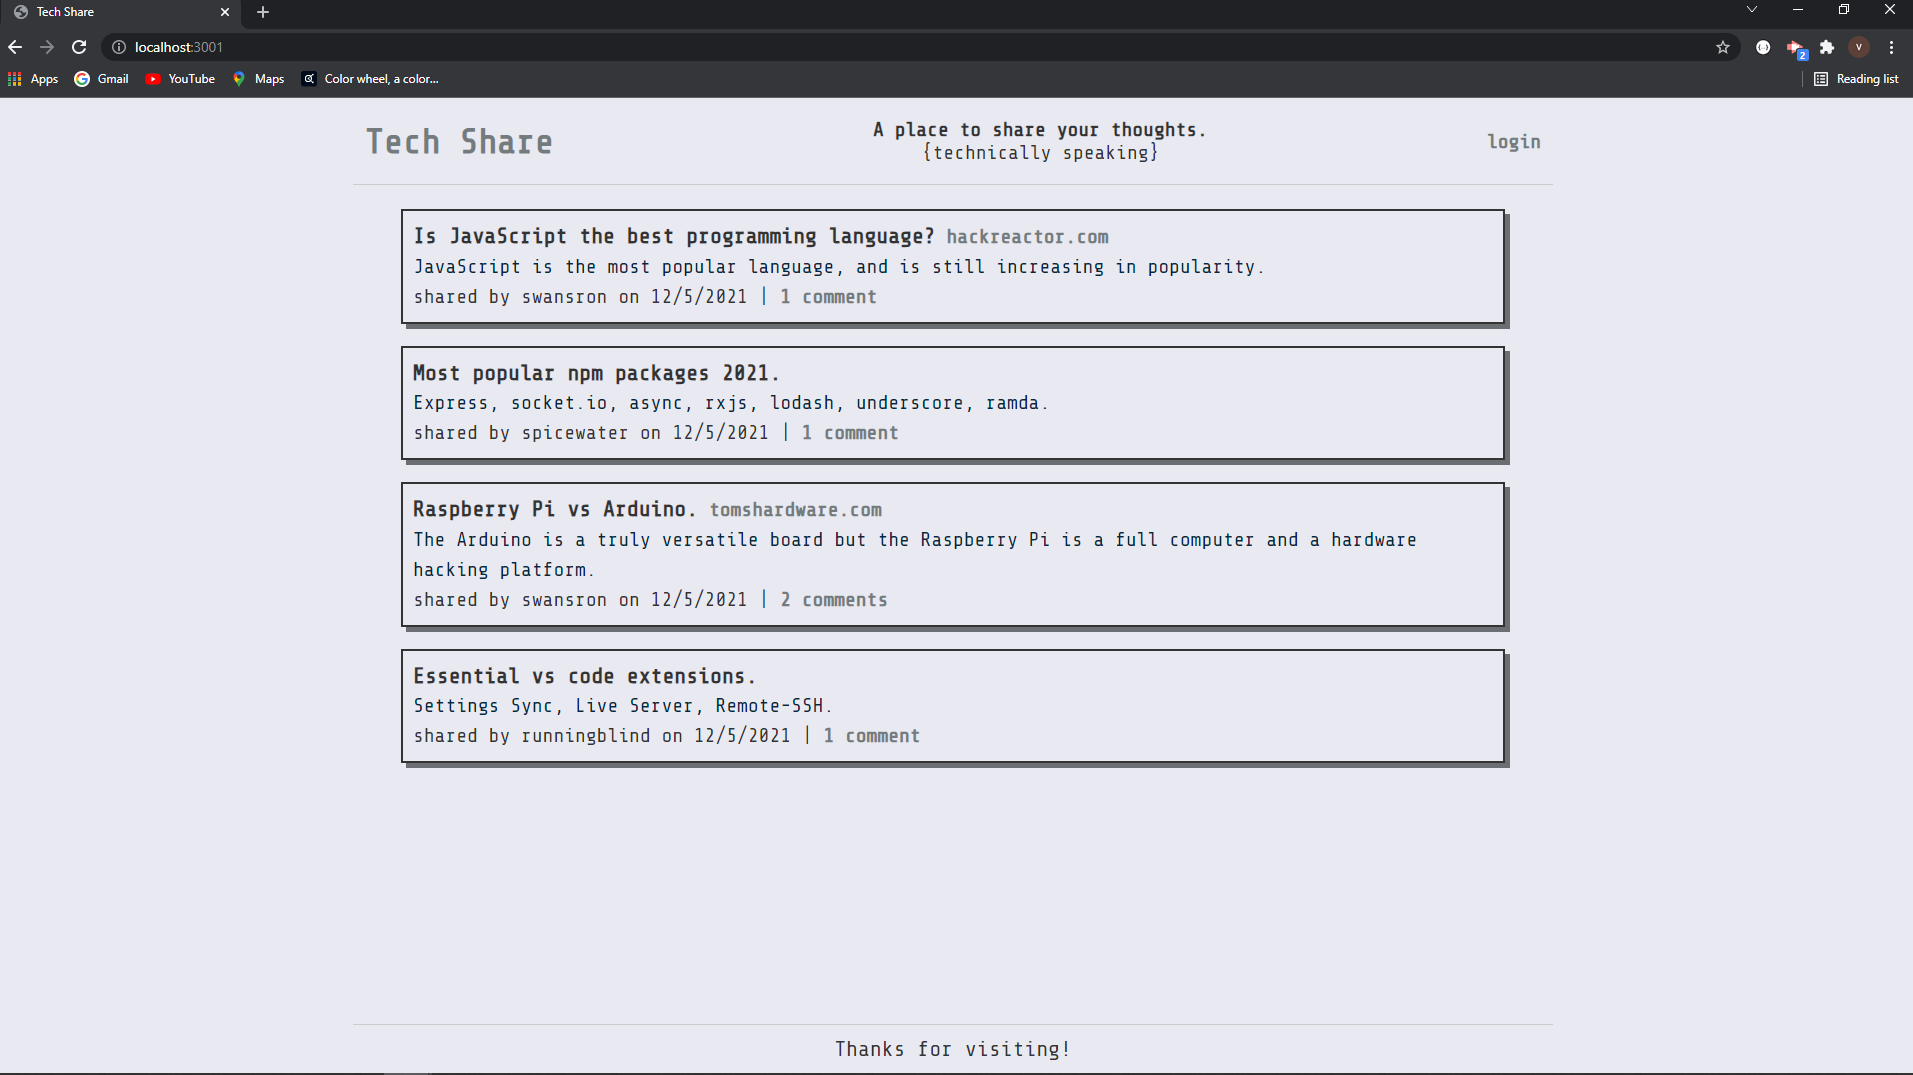 Tech Share
localhost:3001
V
2
Apps
Gmail
YouTube
Maps
Color wheel, a color...
Reading list
Tech Share
A place to share your thoughts.
{technically speaking}
login
Is JavaScript the best programming language? hackreactor.com
JavaScript is the most popular language, and is still increasing in popularity.
shared by swansron on 12/5/2021 | 1 comment
Most popular npm packages 2021.
Express, socket.io, async, rxjs, lodash, underscore, ramda.
shared by spicewater on 12/5/2021 | 1 comment
Raspberry Pi vs Arduino. tomshardware.com
The Arduino is a truly versatile board but the Raspberry Pi is a full computer and a hardware
hacking platform.
shared by swansron on 12/5/2021 | 2 comments
Essential vs code extensions.
Settings Sync, Live Server, Remote-SSH.
shared by runningblind on 12/5/2021 | 1 comment
Thanks for visiting!